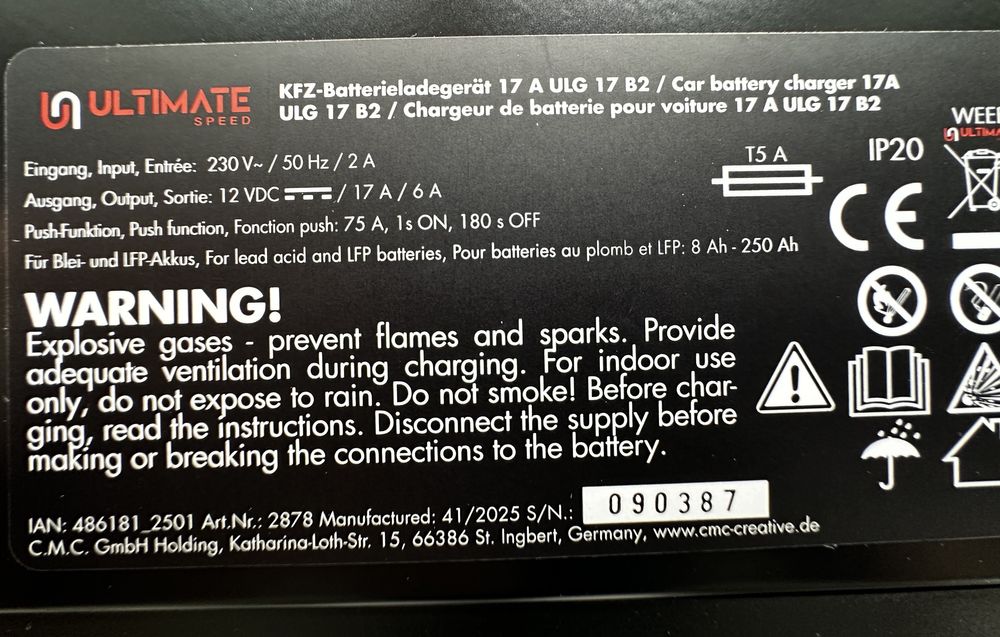 ULTIMATE
SPEED
KFZ-Batterieladegerät 17 A ULG 17 B2 / Car battery charger 17A
ULG 17 B2 / Chargeur de batterie pour voiture 17 A ULG 17 B2
Eingang, Input, Entrée: 230 V~ / 50 Hz / 2 A
Ausgang, Output, Sortie: 12 VDC / 17 A / 6 A
Push-Funktion, Push function, Fonction push: 75 A, 1s ON, 180 s OFF
Für Blei- und LFP-Akkus, For lead acid and LFP batteries, Pour batteries au plomb et LFP: 8 Ah - 250 Ah
T5 A
IP20
CE
WARNING!
Explosive gases - prevent flames and sparks. Provide
adequate ventilation during charging. For indoor use
only, do not expose to rain. Do not smoke! Before char-
ging, read the instructions. Disconnect the supply before
making or breaking the connections to the battery.
IAN: 486181_2501 Art.Nr.: 2878 Manufactured: 41/2025 S/N.: 090387
C.M.C. GmbH Holding, Katharina-Loth-Str. 15, 66386 St. Ingbert, Germany, www.cmc-creative.de